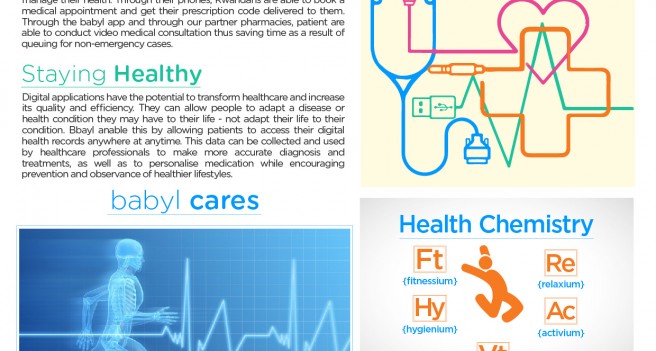 manage their health. Through their phones, Rwandans are able to book a
medical appointment and get their prescription code delivered to them.
Through the babyl app and through our partner pharmacies, patient are
able to conduct video medical consultation thus saving time as a result of
queuing for non-emergency cases.
Staying Healthy
Digital applications have the potential to transform healthcare and increase
its quality and efficiency. They can allow people to adapt a disease or
health condition they may have to their life - not adapt their life to their
condition. Bbayl anable this by allowing patients to access their digital
health records anywhere at anytime. This data can be collected and used
by healthcare professionals to make more accurate diagnosis and
treatments, as well as to personalise medication while encouraging
prevention and observance of healthier lifestyles.
babyl cares
Health Chemistry
Ft
{fitnessium}
Re
{relaxium}
Hy
{hygienium}
Ac
{activium}
Vt